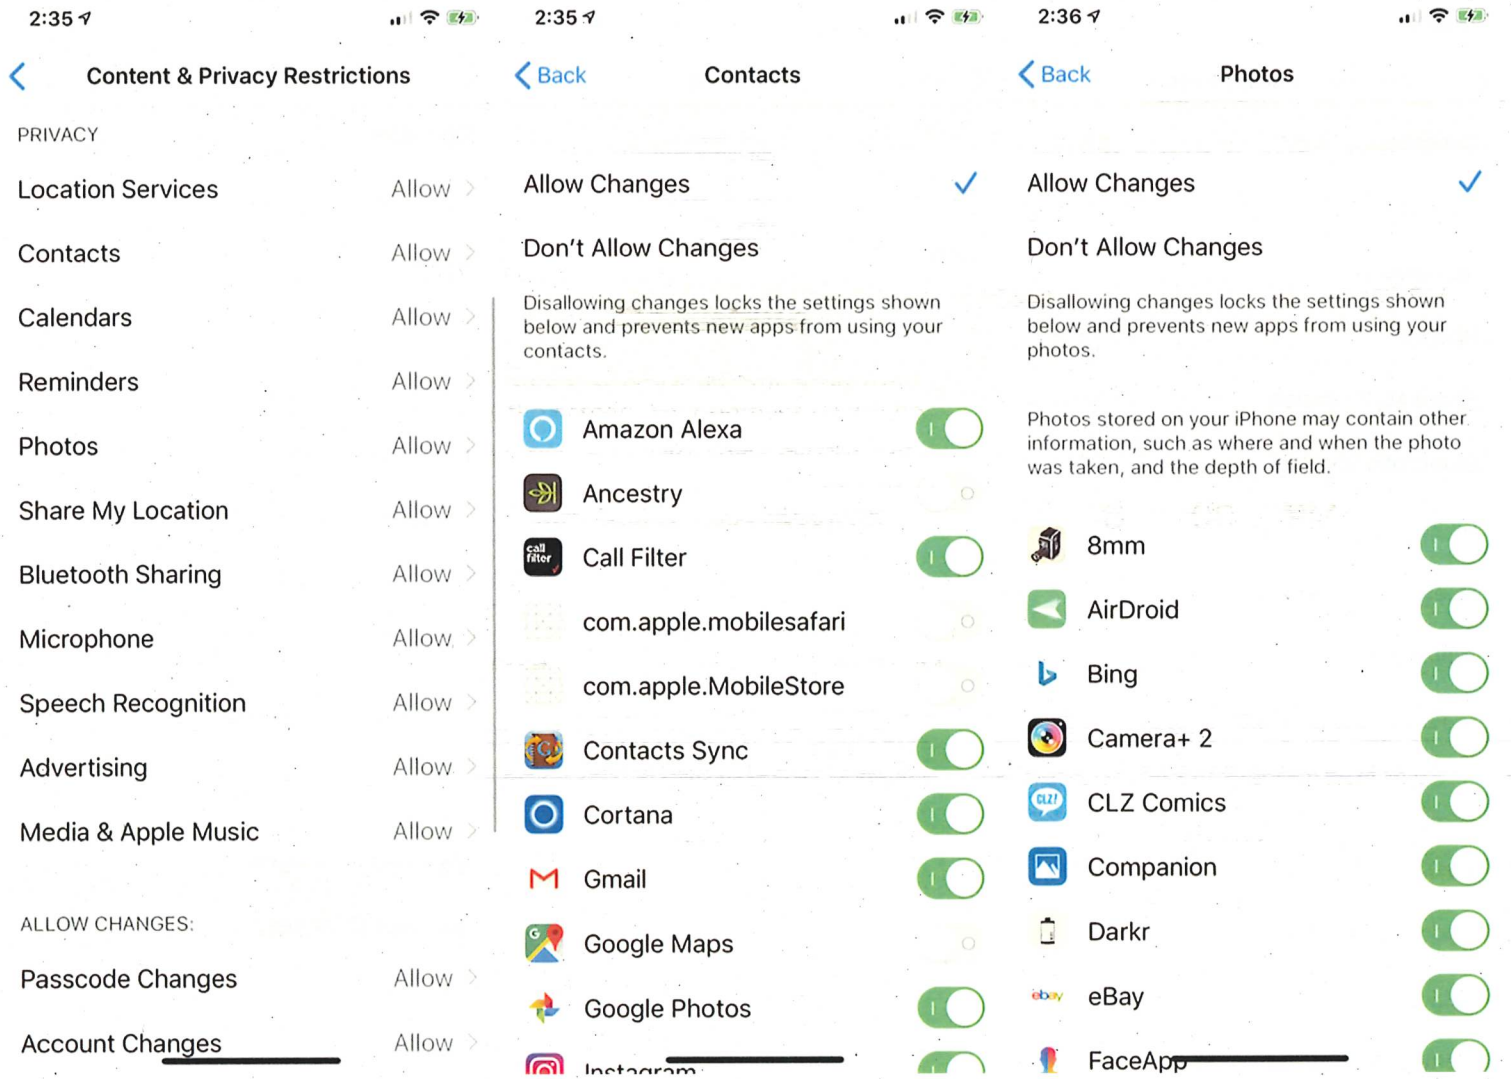 2:35
Content & Privacy Restrictions
PRIVACY
Location Services Allow
Contacts Allow
Calendars Allow
Reminders Allow
Photos Allow
Share My Location Allow
Bluetooth Sharing Allow
Microphone Allow
Speech Recognition Allow
Advertising Allow
Media & Apple Music Allow
ALLOW CHANGES:
Passcode Changes Allow
Account Changes Allow
2:35
Back Contacts
Allow Changes
Don't Allow Changes
Disallowing changes locks the settings shown
below and prevents new apps from using your
contacts.
Amazon Alexa
Ancestry
call
filter
Call Filter
com.apple.mobilesafari
com.apple.MobileStore
Contacts Sync
Cortana
Gmail
G
Google Maps
Google Photos
Instagram
2:36
Back Photos
Allow Changes
Don't Allow Changes
Disallowing changes locks the settings shown
below and prevents new apps from using your
photos.
Photos stored on your iPhone may contain other
information, such as where and when the photo
was taken, and the depth of field.
8mm
AirDroid
Bing
Camera+ 2
CLZ!
CLZ Comics
Companion
Darkr
ebay
eBay
FaceApp